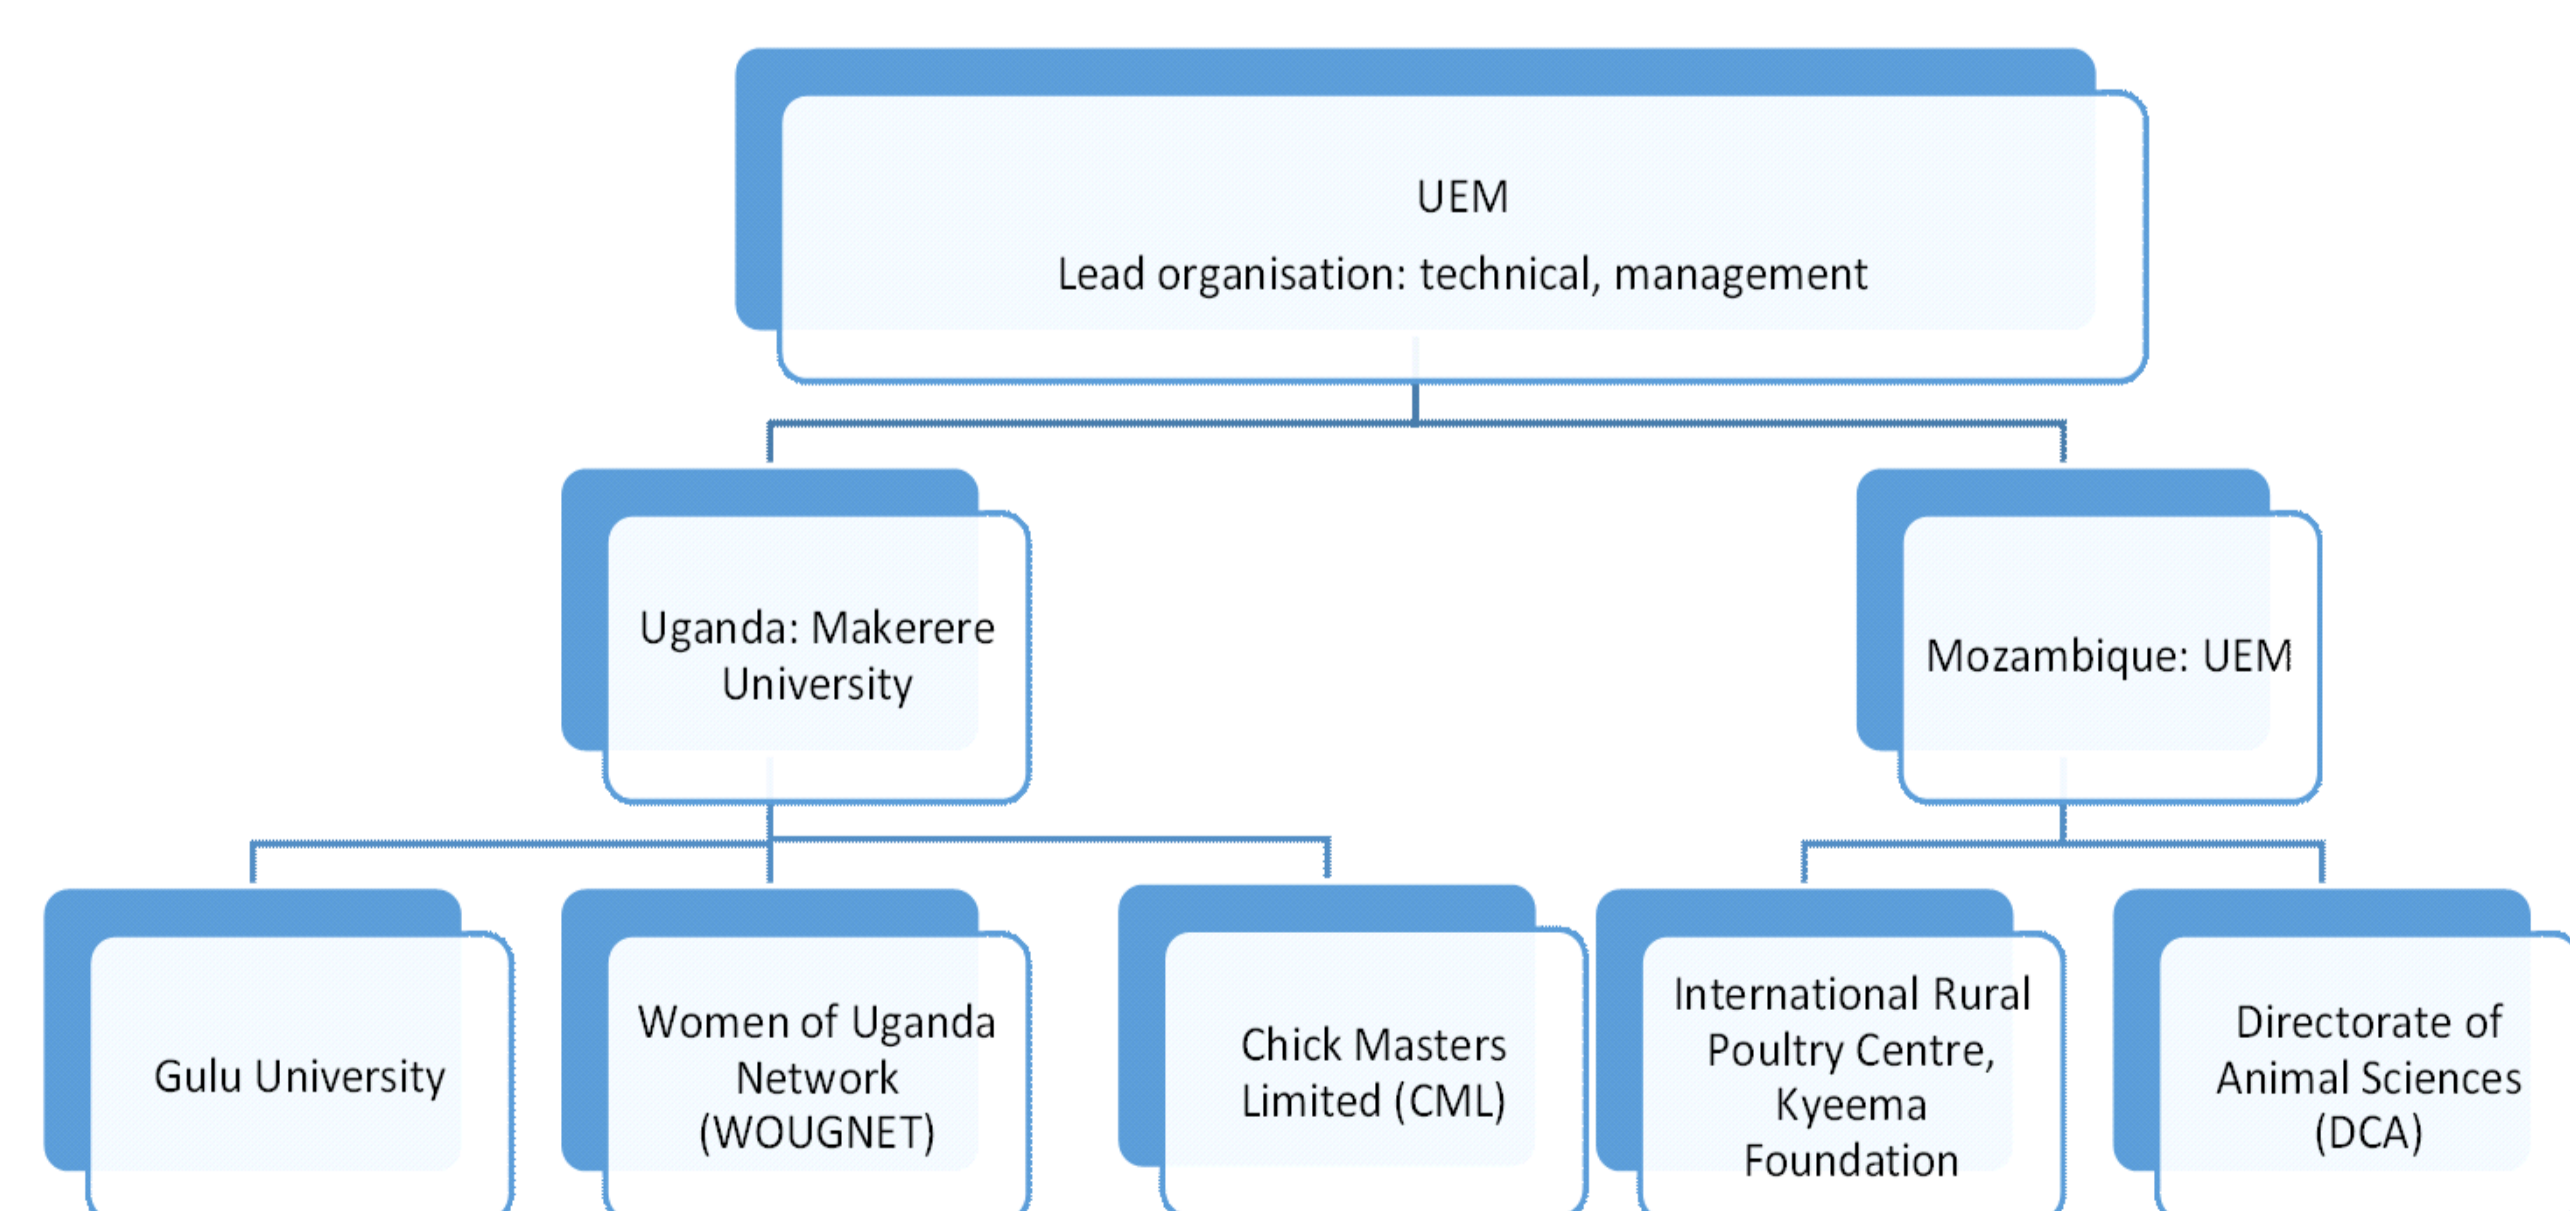 UEM
Lead organisation: technical, management
Uganda: Makerere
University
Mozambique: UEM
Gulu University
Women of Uganda
Network
(WOUGNET)
Chick Masters
Limited (CML)
International Rural
Poultry Centre,
Kyeema
Foundation
Directorate of
Animal Sciences
(DCA)